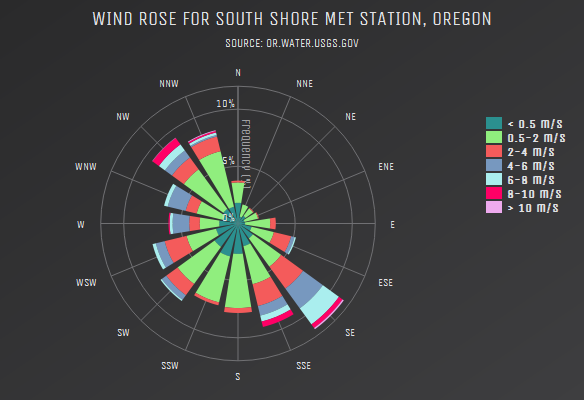 WIND ROSE FOR SOUTH SHORE MET STATION, OREGON
SOURCE: OR.WATER.USGS.GOV
N
NNW
NNE
10%
NW
NE
Frequency (%)
5%
WNW
ENE
0%
W
E
WSW
ESE
SW
SE
SSW
SSE
S
< 0.5 M/S
0.5-2 M/S
2-4 M/S
4-6 M/S
6-8 M/S
8-10 M/S
> 10 M/S